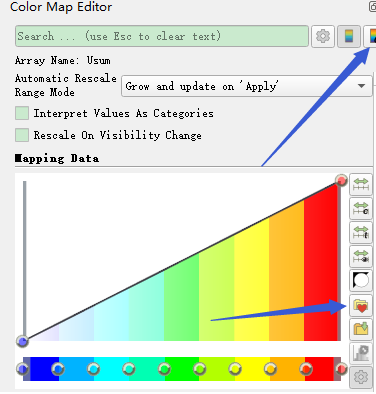 Color Map Editor
Search ... (use Esc to clear text)
Array Name: Usum
Automatic Rescale
Range Mode
Grow and update on 'Apply'
Interpret Values As Categories
Rescale On Visibility Change
Mapping Data